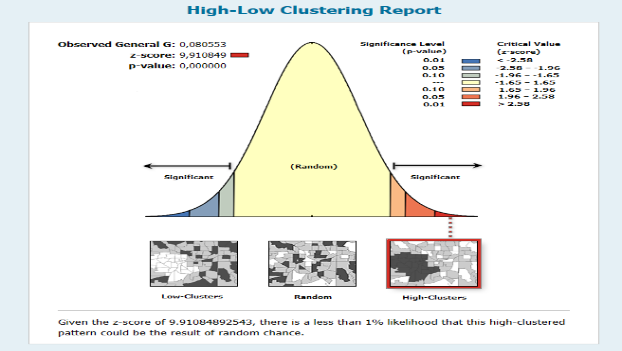 High-Low Clustering Report
Observed General G: 0,080553
z-score: 9,910849
p-value: 0,000000
Significance Level
(p-value)
0.01
0.05
0.10
---
0.10
0.05
0.01
Critical Value
(z-score)
< -2.58
-2.58 - -1.96
-1.96 - -1.65
-1.65 - 1.65
1.65 - 1.96
1.96 - 2.58
> 2.58
(Random)
Significant
Significant
Low-Clusters
Random
High-Clusters
Given the z-score of 9.91084892543, there is a less than 1% likelihood that this high-clustered
pattern could be the result of random chance.